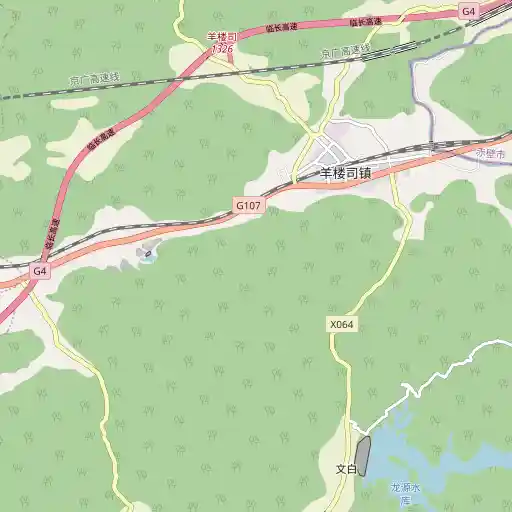 G4
临长高速
羊楼司
1326
京广高速线
京广高速线
临长高速
赤壁市
羊楼司镇
G107
临长高速
G4
X064
文白
龙源水
库